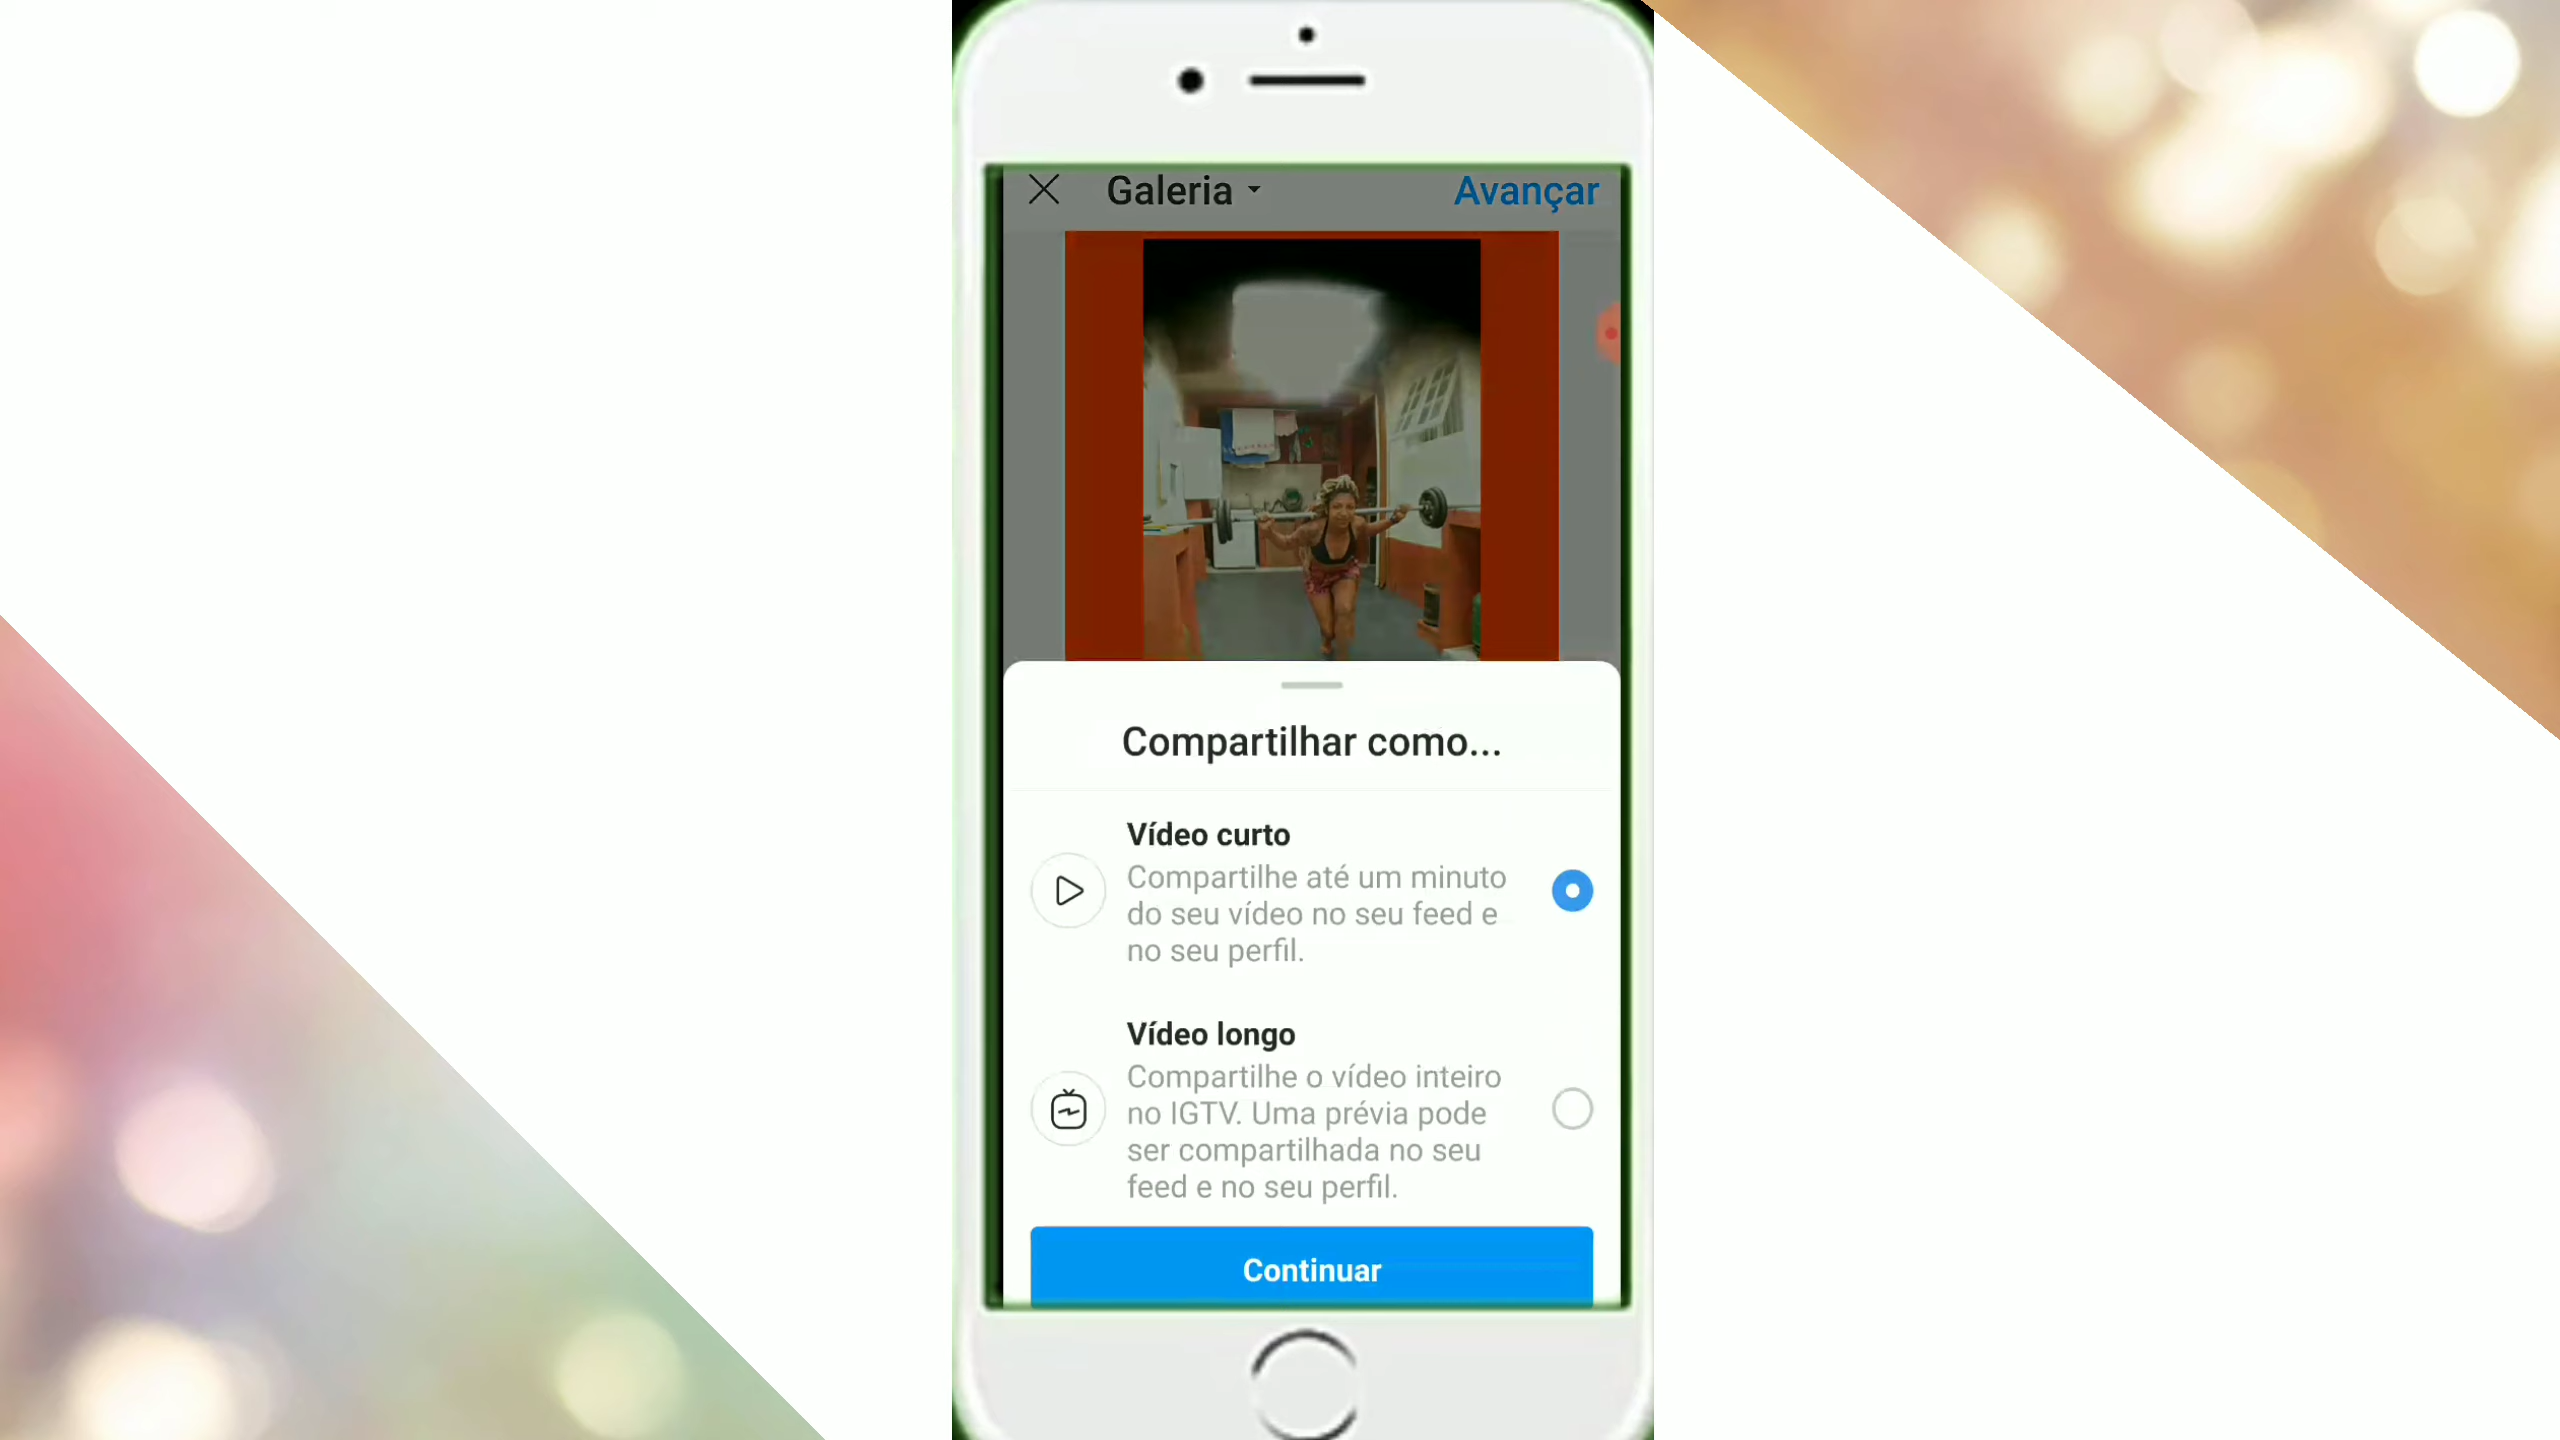 Galeria
Avançar
Compartilhar como...
Vídeo curto
Compartilhe até um minuto
do seu vídeo no seu feed e
no seu perfil.
Vídeo longo
Compartilhe o vídeo inteiro
no IGTV. Uma prévia pode
ser compartilhada no seu
feed e no seu perfil.
Continuar